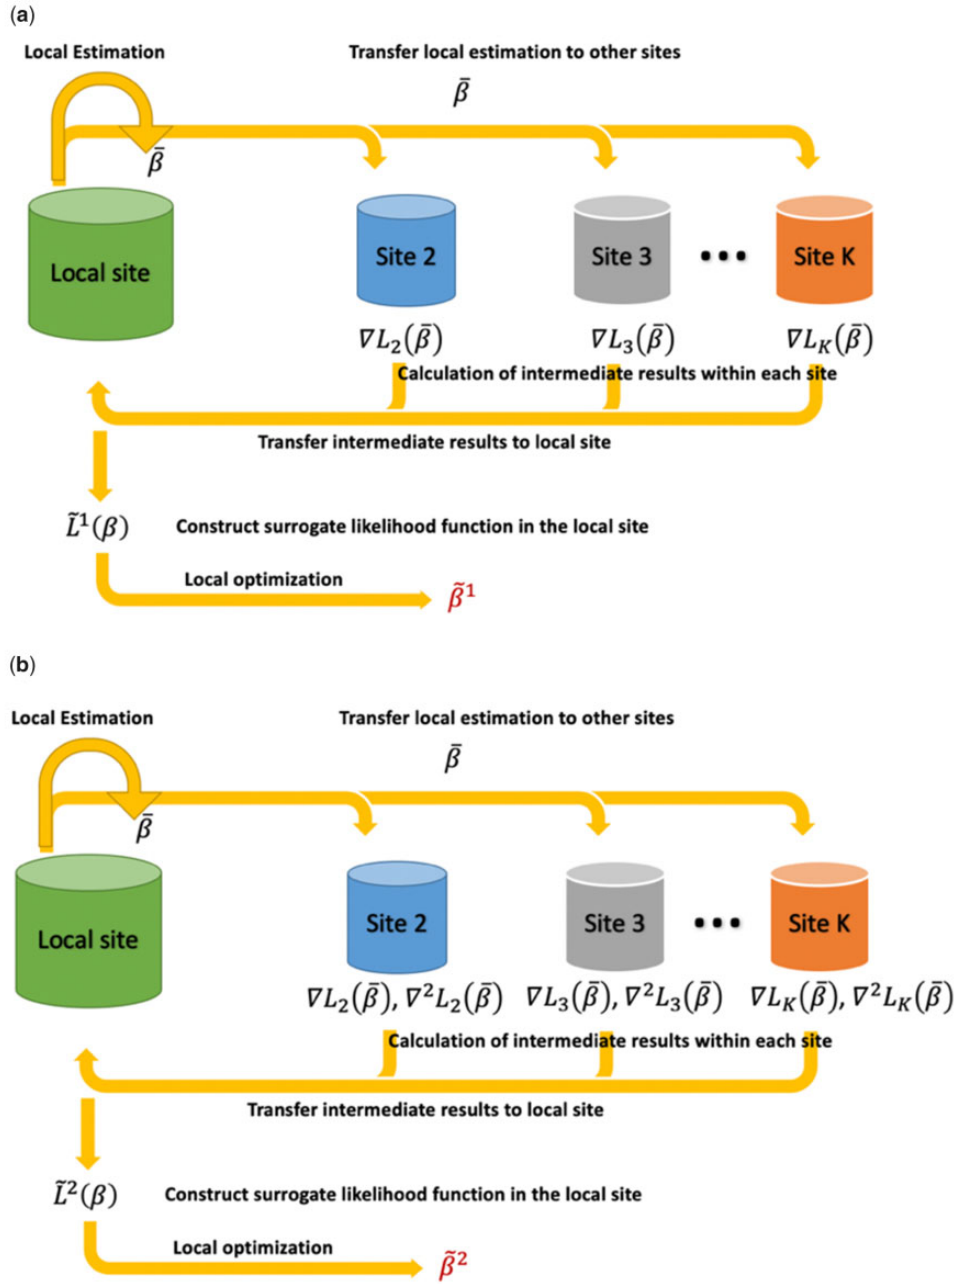 (a)
Local Estimation
Transfer local estimation to other sites
β̄
β̄
Local site
Site 2
Site 3
•••
Site K
∇L₂(β̄)
∇L₃(β̄)
∇L_K(β̄)
Calculation of intermediate results within each site
Transfer intermediate results to local site
L̃¹(β)
Construct surrogate likelihood function in the local site
Local optimization
β̃¹
(b)
Local Estimation
Transfer local estimation to other sites
β̄
β̄
Local site
Site 2
Site 3
•••
Site K
∇L₂(β̄), ∇²L₂(β̄)
∇L₃(β̄), ∇²L₃(β̄)
∇L_K(β̄), ∇²L_K(β̄)
Calculation of intermediate results within each site
Transfer intermediate results to local site
L̃²(β)
Construct surrogate likelihood function in the local site
Local optimization
β̃²